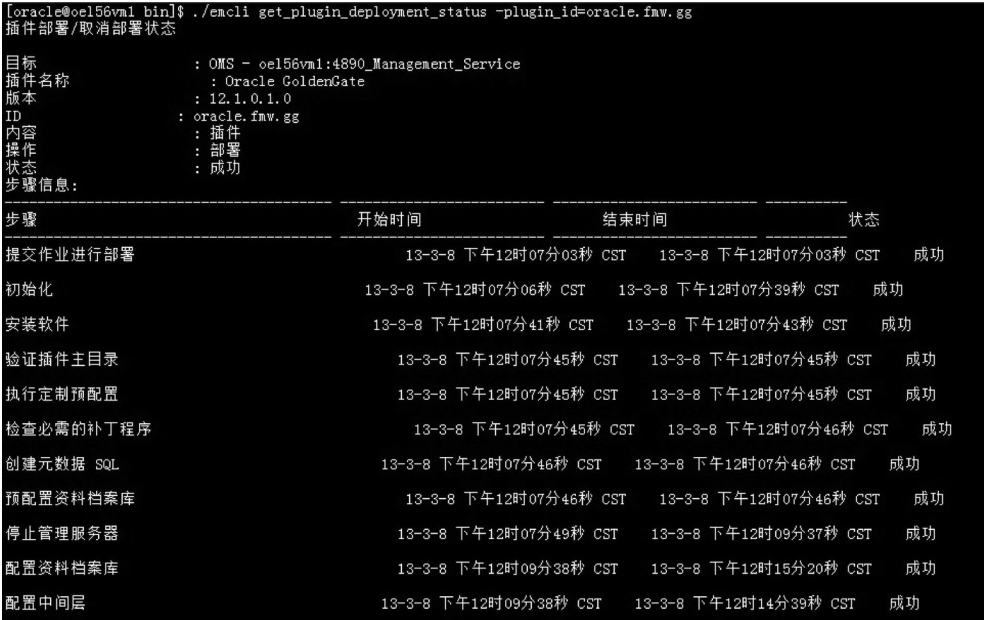 [oracle@oel56vm1 bin]$ ./emcli get_plugin_deployment_status -plugin_id=oracle.fmw.gg
插件部署/取消部署状态
目标 : OMS - oel56vm1:4890_Management_Service
插件名称 : Oracle GoldenGate
版本 : 12.1.0.1.0
ID : oracle.fmw.gg
内容 : 插件
操作 : 部署
状态 : 成功
步骤信息:
---------------------------------------- ------------------------- ------------------------- ----------
步骤 开始时间 结束时间 状态
---------------------------------------- ------------------------- ------------------------- ----------
提交作业进行部署 13-3-8 下午12时07分03秒 CST 13-3-8 下午12时07分03秒 CST 成功
初始化 13-3-8 下午12时07分06秒 CST 13-3-8 下午12时07分39秒 CST 成功
安装软件 13-3-8 下午12时07分41秒 CST 13-3-8 下午12时07分43秒 CST 成功
验证插件主目录 13-3-8 下午12时07分45秒 CST 13-3-8 下午12时07分45秒 CST 成功
执行定制预配置 13-3-8 下午12时07分45秒 CST 13-3-8 下午12时07分45秒 CST 成功
检查必需的补丁程序 13-3-8 下午12时07分45秒 CST 13-3-8 下午12时07分46秒 CST 成功
创建元数据 SQL 13-3-8 下午12时07分46秒 CST 13-3-8 下午12时07分46秒 CST 成功
预配置资料档案库 13-3-8 下午12时07分46秒 CST 13-3-8 下午12时07分46秒 CST 成功
停止管理服务器 13-3-8 下午12时07分49秒 CST 13-3-8 下午12时09分37秒 CST 成功
配置资料档案库 13-3-8 下午12时09分38秒 CST 13-3-8 下午12时15分20秒 CST 成功
配置中间层 13-3-8 下午12时09分38秒 CST 13-3-8 下午12时14分39秒 CST 成功